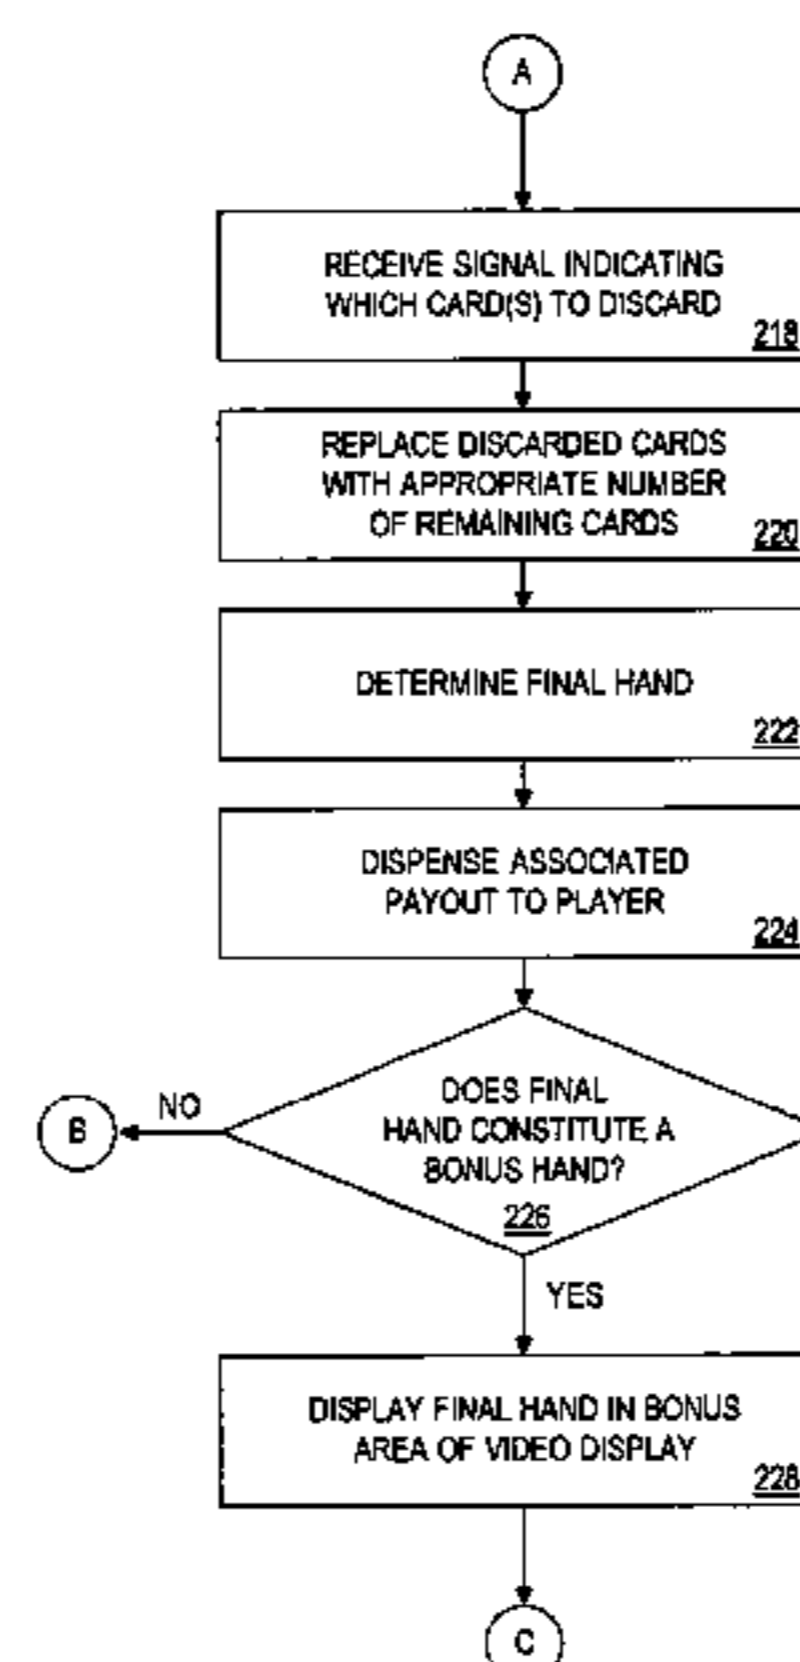 A
RECEIVE SIGNAL INDICATING
WHICH CARD(S) TO DISCARD
218
REPLACE DISCARDED CARDS
WITH APPROPRIATE NUMBER
OF REMAINING CARDS
220
DETERMINE FINAL HAND
222
DISPENSE ASSOCIATED
PAYOUT TO PLAYER
224
DOES FINAL
HAND CONSTITUTE A
BONUS HAND?
226
NO
B
YES
DISPLAY FINAL HAND IN BONUS
AREA OF VIDEO DISPLAY
228
C